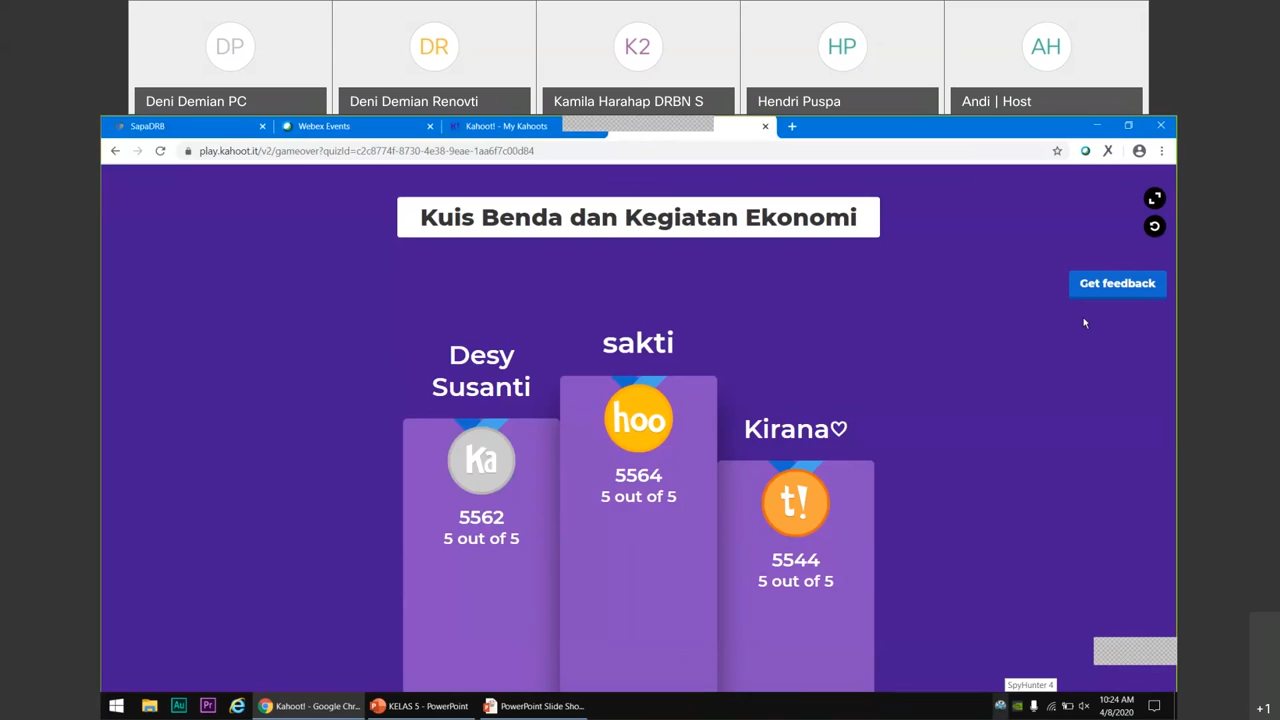 DP
DR
K2
HP
AH
Deni Demian PC
Deni Demian Renovti
Kamila Harahap DRBN S
Hendri Puspa
Andi | Host
SapaDRB
Webex Events
Kahoot! - My Kahoots
play.kahoot.it/v2/gameover?quizId=c2c8774f-8730-4e38-9eae-1aa6f7c00d84
Kuis Benda dan Kegiatan Ekonomi
Get feedback
sakti
Desy
Susanti
Kirana♡
hoo
5564
5 out of 5
Ka
5562
5 out of 5
t!
5544
5 out of 5
SpyHunter 4
Au
Pr
Kahoot! - Google Chr...
KELAS 5 - PowerPoint
PowerPoint Slide Sho...
10:24 AM
4/8/2020
+1